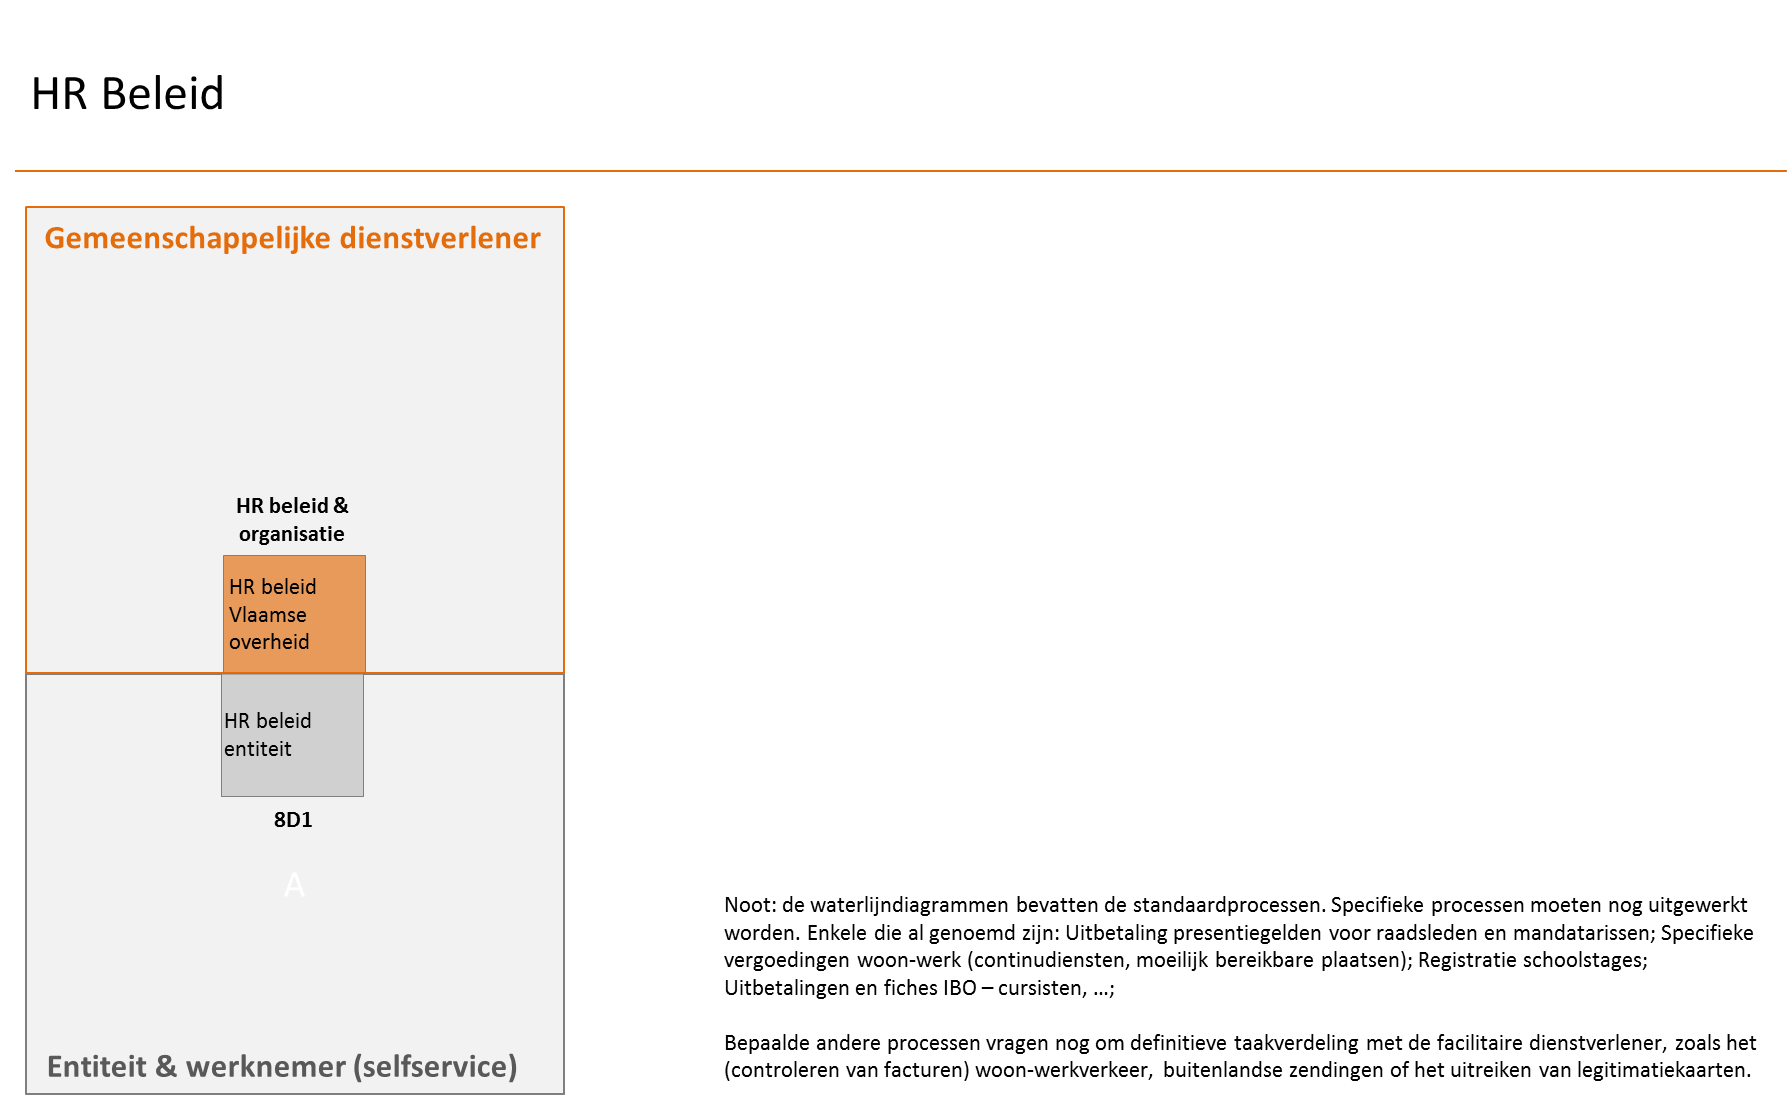 HR Beleid
Gemeenschappelijke dienstverlener
HR beleid &
organisatie
HR beleid
Vlaamse
overheid
HR beleid
entiteit
8D1
A
Entiteit & werknemer (selfservice)
Noot: de waterlijndiagrammen bevatten de standaardprocessen. Specifieke processen moeten nog uitgewerkt
worden. Enkele die al genoemd zijn: Uitbetaling presentiegelden voor raadsleden en mandatarissen; Specifieke
vergoedingen woon-werk (continudiensten, moeilijk bereikbare plaatsen); Registratie schoolstages;
Uitbetalingen en fiches IBO – cursisten, …;
Bepaalde andere processen vragen nog om definitieve taakverdeling met de facilitaire dienstverlener, zoals het
(controleren van facturen) woon-werkverkeer, buitenlandse zendingen of het uitreiken van legitimatiekaarten.